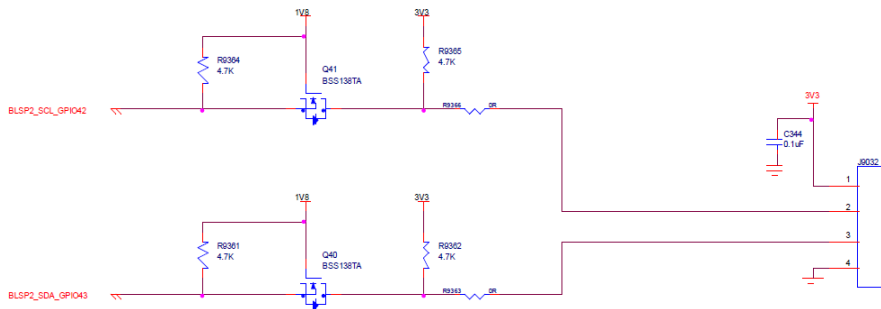 1V8
3V3
R9364
4.7K
Q41
BSS138TA
R9365
4.7K
BLSP2_SCL_GPIO42
R9366
0R
3V3
C344
0.1uF
J9032
1
2
3
4
1V8
3V3
R9361
4.7K
Q40
BSS138TA
R9362
4.7K
BLSP2_SDA_GPIO43
R9363
0R